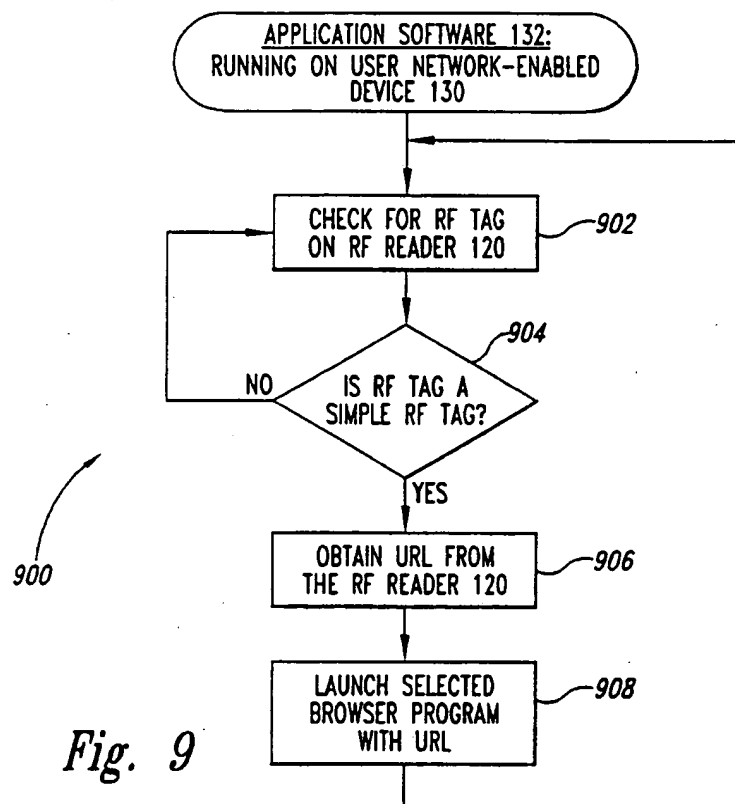 APPLICATION SOFTWARE 132:
RUNNING ON USER NETWORK-ENABLED
DEVICE 130
CHECK FOR RF TAG
ON RF READER 120
902
904
NO
IS RF TAG A
SIMPLE RF TAG?
YES
900
OBTAIN URL FROM
THE RF READER 120
906
LAUNCH SELECTED
BROWSER PROGRAM
WITH URL
908
Fig. 9